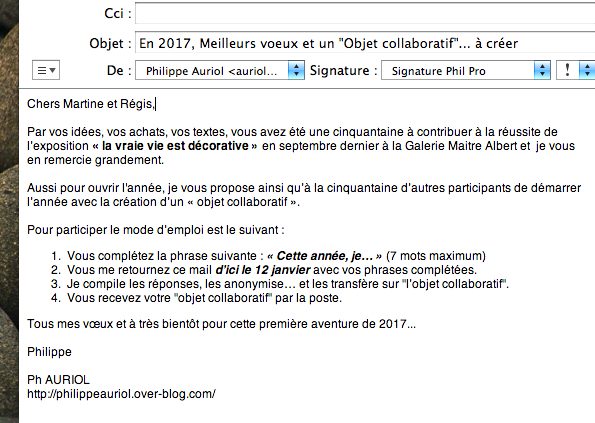 Cci :
Objet : En 2017, Meilleurs voeux et un "Objet collaboratif"... à créer
De : Philippe Auriol <auriol... Signature : Signature Phil Pro !
Chers Martine et Régis,
Par vos idées, vos achats, vos textes, vous avez été une cinquantaine à contribuer à la réussite de
l'exposition « la vraie vie est décorative » en septembre dernier à la Galerie Maitre Albert et je vous
en remercie grandement.
Aussi pour ouvrir l'année, je vous propose ainsi qu'à la cinquantaine d'autres participants de démarrer
l'année avec la création d'un « objet collaboratif ».
Pour participer le mode d'emploi est le suivant :
1. Vous complétez la phrase suivante : « Cette année, je... » (7 mots maximum)
2. Vous me retournez ce mail d'ici le 12 janvier avec vos phrases complétées.
3. Je compile les réponses, les anonymise... et les transfère sur "l'objet collaboratif".
4. Vous recevez votre "objet collaboratif" par la poste.
Tous mes vœux et à très bientôt pour cette première aventure de 2017...
Philippe
Ph AURIOL
http://philippeauriol.over-blog.com/